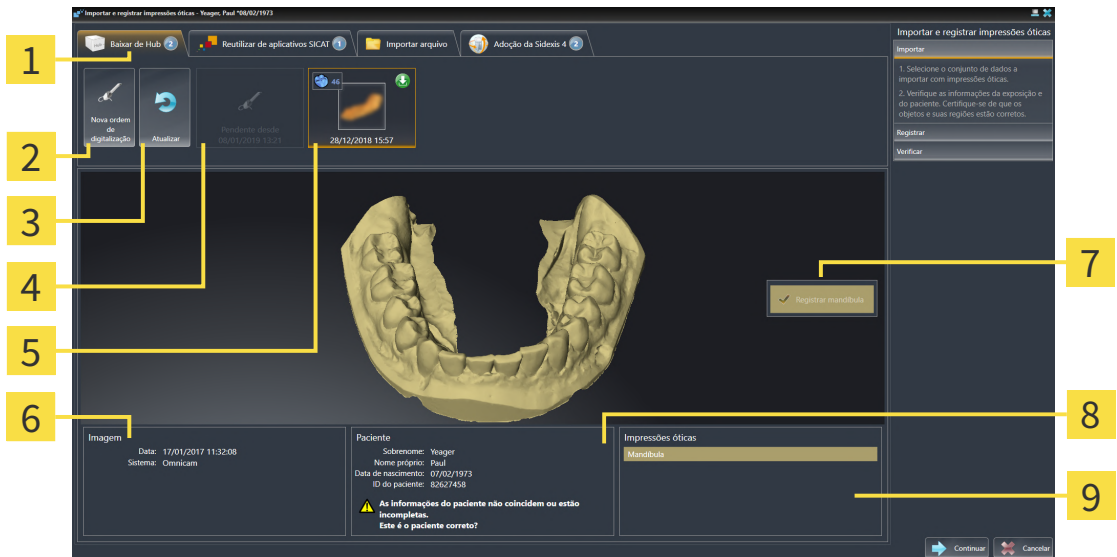 Importar e registrar impressões óticas - Yeager, Paul *08/02/1973
Baixar de Hub 2
Reutilizar de aplicativos SICAT 1
Importar arquivo
Adoção da Sidexis 4 2
Importar e registrar impressões óticas
Importar
1. Selecione o conjunto de dados a
importar com impressões óticas.
2. Verifique as informações da exposição e
do paciente. Certifique-se de que os
objetos e suas regiões estão corretos.
Registrar
Verificar
Nova ordem
de
digitalização
Atualizar
Pendente desde
08/01/2019 13:21
46
28/12/2018 15:57
Registrar mandíbula
Imagem
Data: 17/01/2017 11:32:08
Sistema: Omnicam
Paciente
Sobrenome: Yeager
Nome próprio: Paul
Data de nascimento: 07/02/1973
ID do paciente: 82627458
As informações do paciente não coincidem ou estão
incompletas.
Este é o paciente correto?
Impressões óticas
Mandíbula
Continuar
Cancelar
1
2
3
4
5
6
7
8
9